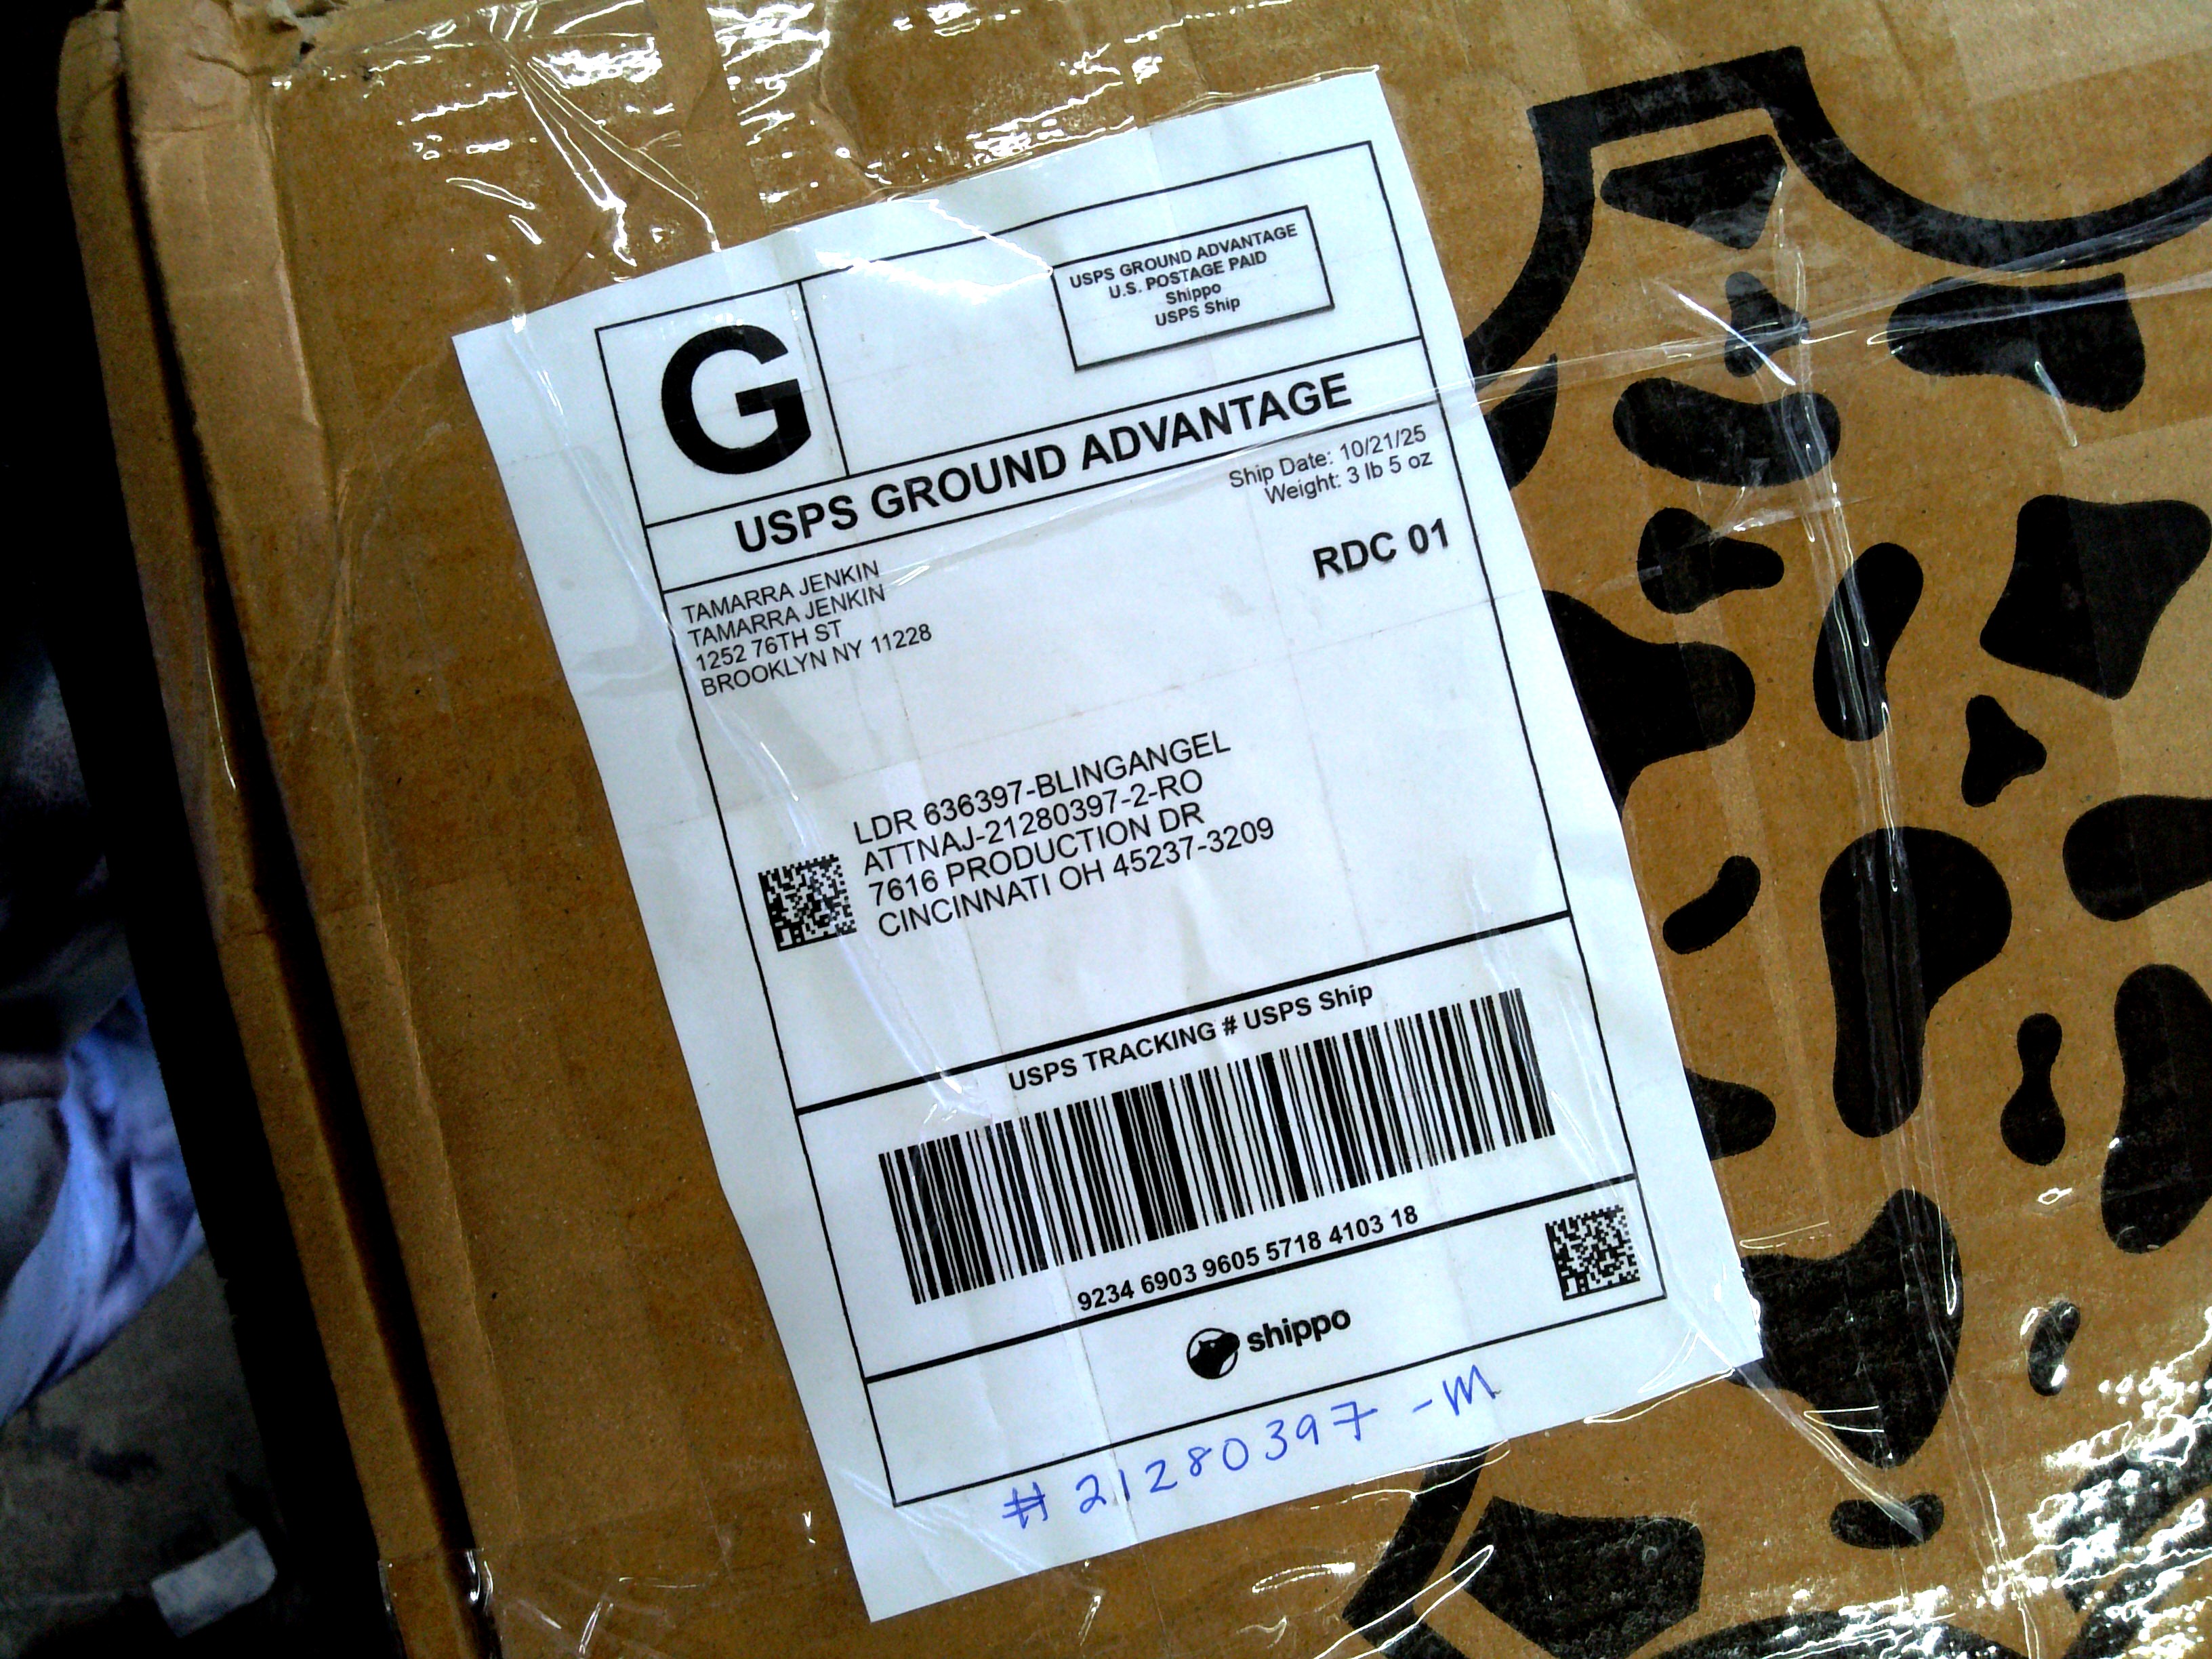 G
USPS GROUND ADVANTAGE
U.S. POSTAGE PAID
Shippo
USPS Ship
USPS GROUND ADVANTAGE
Ship Date: 10/21/25
Weight: 3 lb 5 oz
RDC 01
TAMARRA JENKIN
TAMARRA JENKIN
1252 76TH ST
BROOKLYN NY 11228
LDR 636397-BLINGANGEL
ATTNAJ-21280397-2-RO
7616 PRODUCTION DR
CINCINNATI OH 45237-3209
USPS TRACKING # USPS Ship
9234 6903 9605 5718 4103 18
shippo
# 21280397 -M